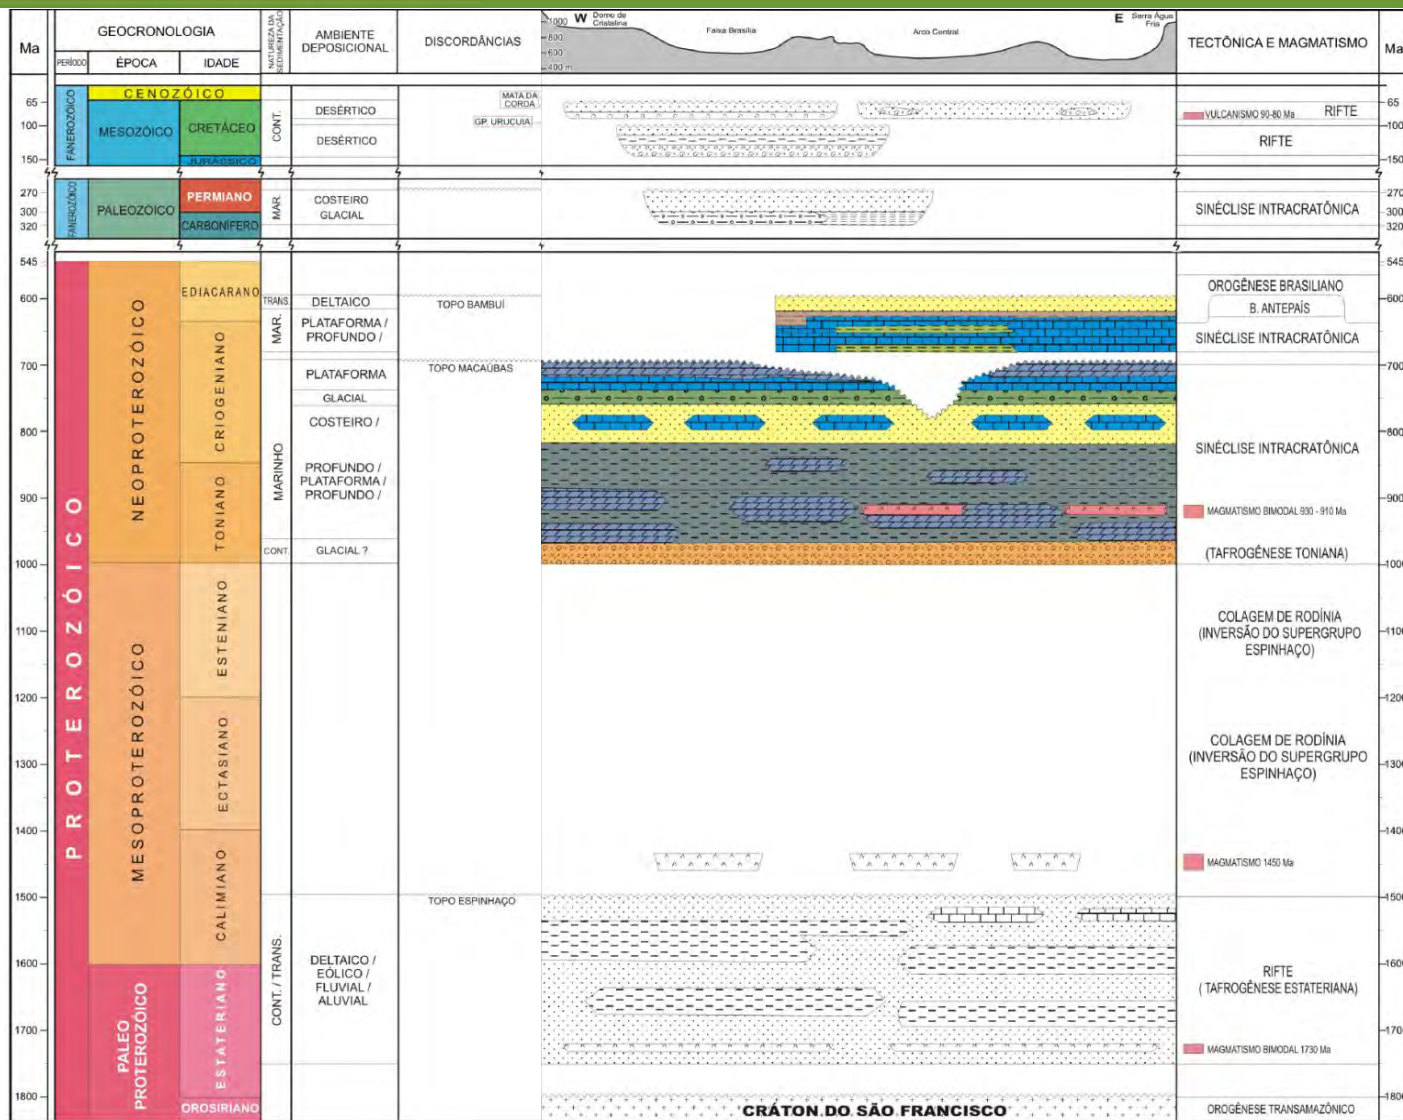 Ma
GEOCRONOLOGIA
PERÍODO
ÉPOCA
IDADE
NATUREZA DA
SEDIMENTAÇÃO
AMBIENTE
DEPOSICIONAL
DISCORDÂNCIAS
1000
800
600
400 m
W
Domo de
Cristalina
Faixa Brasília
Arco Central
E
Serra Água
Fria
TECTÔNICA E MAGMATISMO
Ma
65
100
150
FANEROZÓICO
CENOZÓICO
MESOZÓICO
CRETÁCEO
JURÁSSICO
CONT.
DESÉRTICO
DESÉRTICO
MATA DA
CORDA
GP. URUCUIA
VULCANISMO 90-80 Ma
RIFTE
RIFTE
65
100
150
270
300
320
FANEROZÓICO
PALEOZÓICO
PERMIANO
CARBONÍFERO
MAR.
COSTEIRO
GLACIAL
SINÉCLISE INTRACRATÔNICA
270
300
320
545
600
700
800
900
1000
1100
1200
1300
1400
1500
1600
1700
1800
PROTEROZÓICO
NEOPROTEROZÓICO
MESOPROTEROZÓICO
PALEO
PROTEROZÓICO
EDIACARANO
CRIOGENIANO
TONIANO
ESTENIANO
ECTASIANO
CALIMIANO
ESTATERIANO
OROSIRIANO
TRANS.
MAR.
MARINHO
CONT.
CONT. / TRANS.
DELTAICO
PLATAFORMA /
PROFUNDO /
PLATAFORMA
GLACIAL
COSTEIRO /
PROFUNDO /
PLATAFORMA /
PROFUNDO /
GLACIAL ?
DELTAICO /
EÓLICO /
FLUVIAL /
ALUVIAL
TOPO BAMBUÍ
TOPO MACAÚBAS
TOPO ESPINHAÇO
CRÁTON DO SÃO FRANCISCO
OROGÊNESE BRASILIANO
B. ANTEPAÍS
SINÉCLISE INTRACRATÔNICA
SINÉCLISE INTRACRATÔNICA
MAGMATISMO BIMODAL 930 - 910 Ma
(TAFROGÊNESE TONIANA)
COLAGEM DE RODÍNIA
(INVERSÃO DO SUPERGRUPO
ESPINHAÇO)
COLAGEM DE RODÍNIA
(INVERSÃO DO SUPERGRUPO
ESPINHAÇO)
MAGMATISMO 1450 Ma
RIFTE
( TAFROGÊNESE ESTATERIANA)
MAGMATISMO BIMODAL 1730 Ma
OROGÊNESE TRANSAMAZÔNICO
545
600
700
800
900
1000
1100
1200
1300
1400
1500
1600
1700
1800